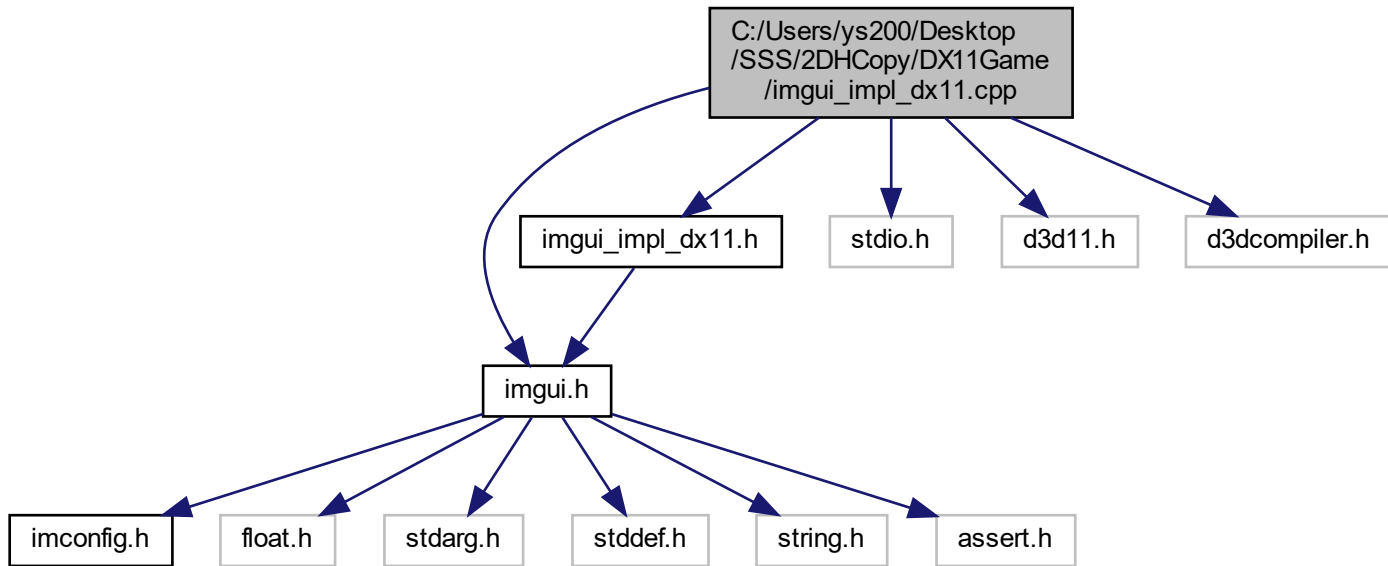 C:/Users/ys200/Desktop
/SSS/2DHCopy/DX11Game
/imgui_impl_dx11.cpp
imgui_impl_dx11.h
stdio.h
d3d11.h
d3dcompiler.h
imgui.h
imconfig.h
float.h
stdarg.h
stddef.h
string.h
assert.h